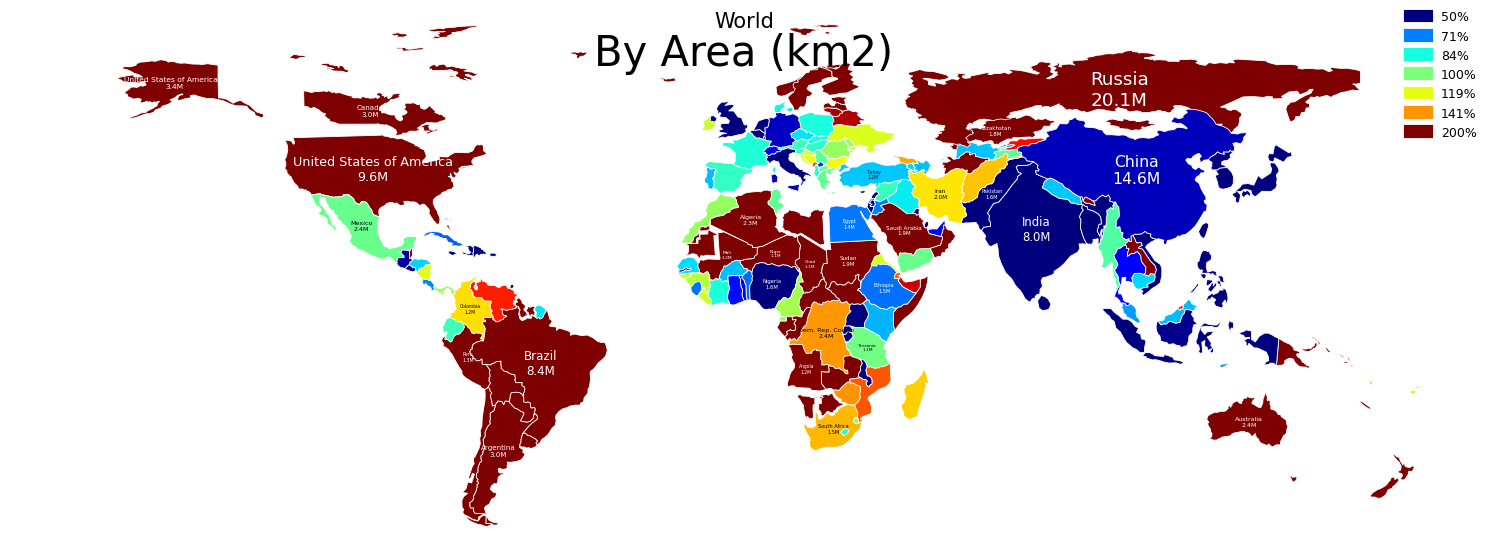 World
By Area (km2)
50%
71%
84%
100%
119%
141%
200%
United States of America
3.4M
Canad
3.0M
Russia
20.1M
Kazakhstan
1.8M
United States of America
9.6M
China
14.6M
Turkey
1.2M
Iran
2.0M
Pakistan
1.6M
India
8.0M
Mexico
2.4M
Algeria
2.3M
Egypt
1.4M
Saudi Arabia
1.9M
Mali
1.2M
Niger
1.1M
Chad
1.1M
Sudan
1.9M
Nigeria
1.6M
Ethiopia
1.5M
Colombia
1.2M
Dem. Rep. Congo
2.4M
Tanzania
1.1M
Peru
1.3M
Brazil
8.4M
Angola
1.2M
South Africa
1.5M
Australia
2.4M
Argentina
3.0M